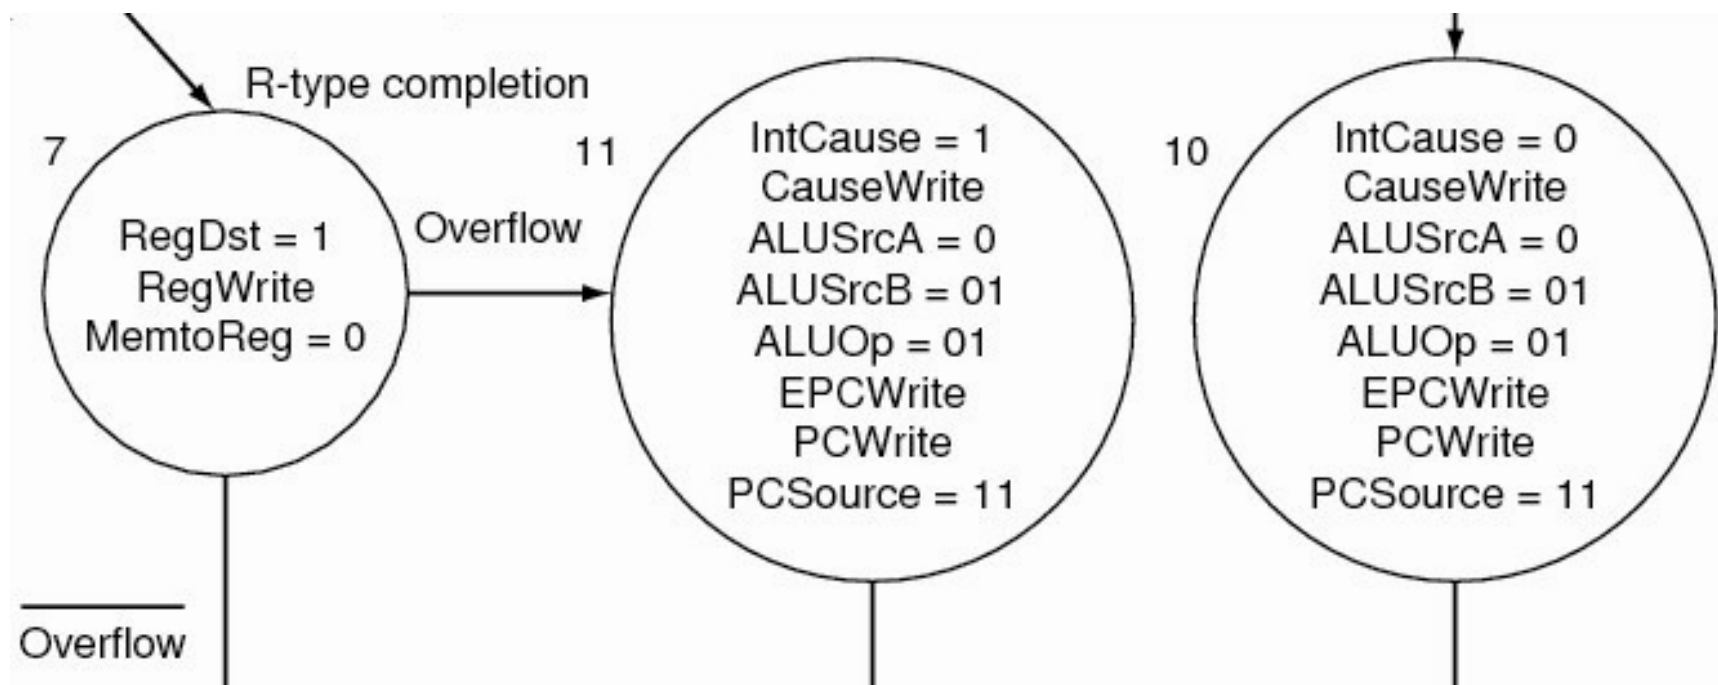 R-type completion
7
RegDst = 1
RegWrite
MemtoReg = 0
Overflow
Overflow
11
IntCause = 1
CauseWrite
ALUSrcA = 0
ALUSrcB = 01
ALUOp = 01
EPCWrite
PCWrite
PCSource = 11
10
IntCause = 0
CauseWrite
ALUSrcA = 0
ALUSrcB = 01
ALUOp = 01
EPCWrite
PCWrite
PCSource = 11